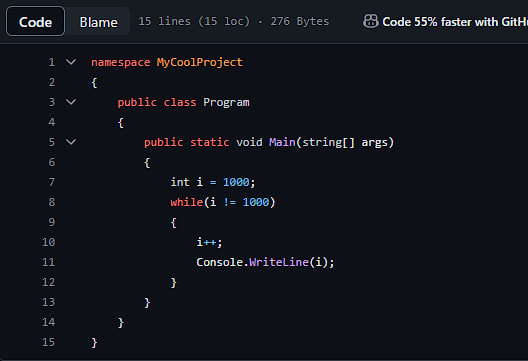 Code Blame 15 lines (15 loc) · 276 Bytes Code 55% faster with GitH
1 namespace MyCoolProject
2 {
3 public class Program
4 {
5 public static void Main(string[] args)
6 {
7 int i = 1000;
8 while(i != 1000)
9 {
10 i++;
11 Console.WriteLine(i);
12 }
13 }
14 }
15 }